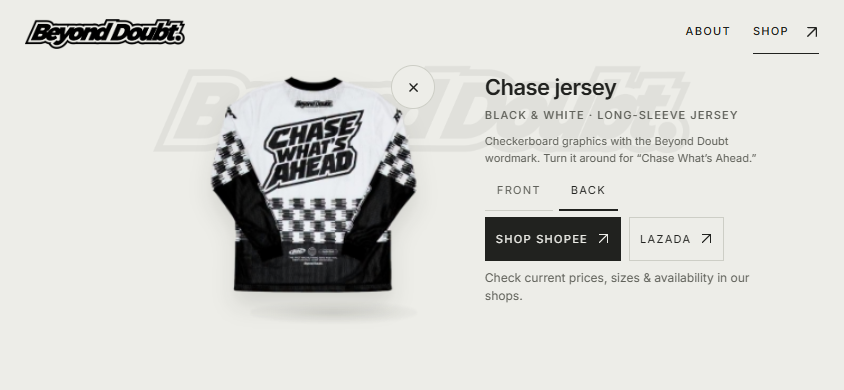 Beyond Doubt.
ABOUT
SHOP
Beyond Doubt.
Chase jersey
BLACK & WHITE · LONG-SLEEVE JERSEY
Checkerboard graphics with the Beyond Doubt
wordmark. Turn it around for “Chase What’s Ahead.”
FRONT
BACK
SHOP SHOPEE
LAZADA
Check current prices, sizes & availability in our
shops.
Beyond Doubt.
CHASE
WHAT'S
AHEAD